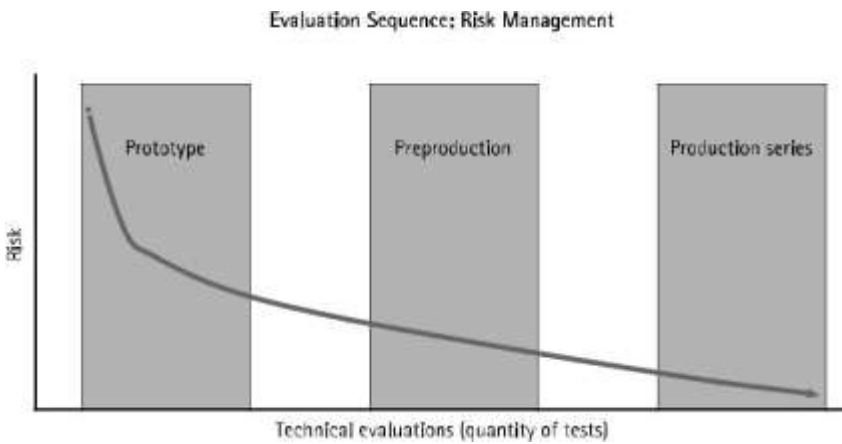 Evaluation Sequence: Risk Management
Prototype
Preproduction
Production series
Risk
Technical evaluations (quantity of tests)